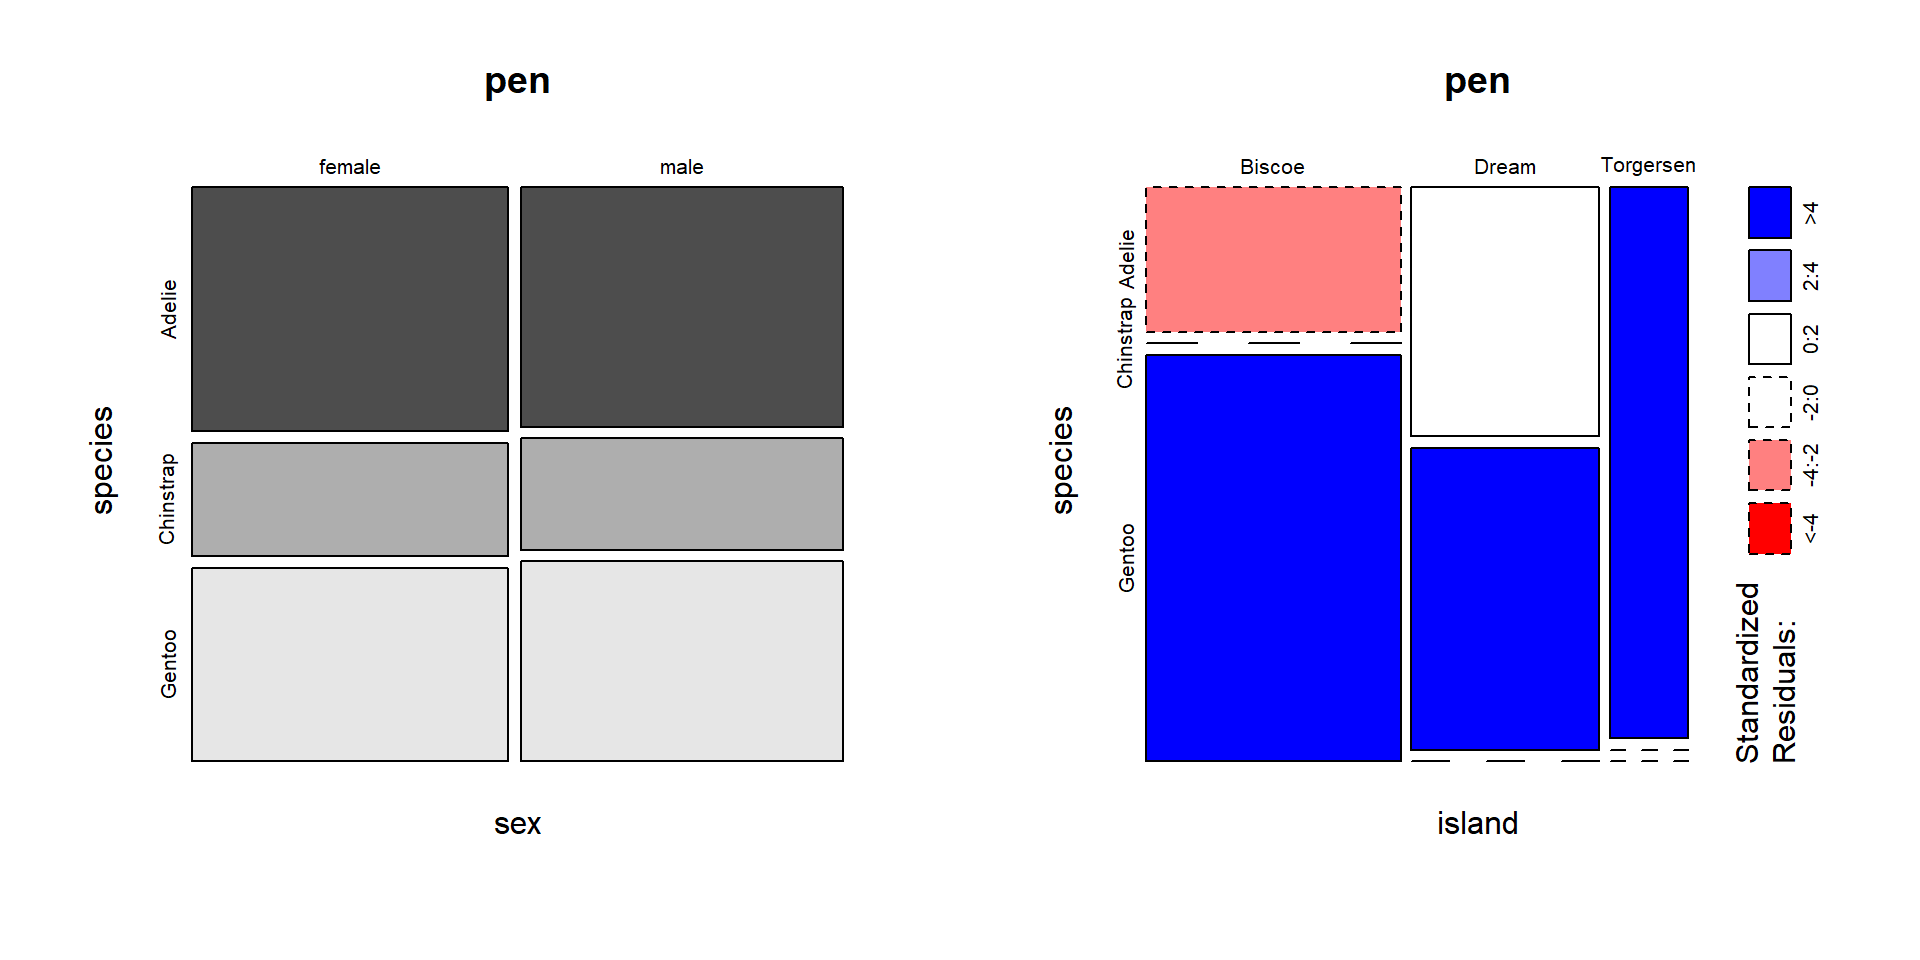 pen
female
male
Adelie
Chinstrap
Gentoo
species
sex
pen
Biscoe
Dream
Torgersen
Adelie
Chinstrap
Gentoo
species
island
>4
2:4
0:2
-2:0
-4:-2
<-4
Standardized
Residuals: